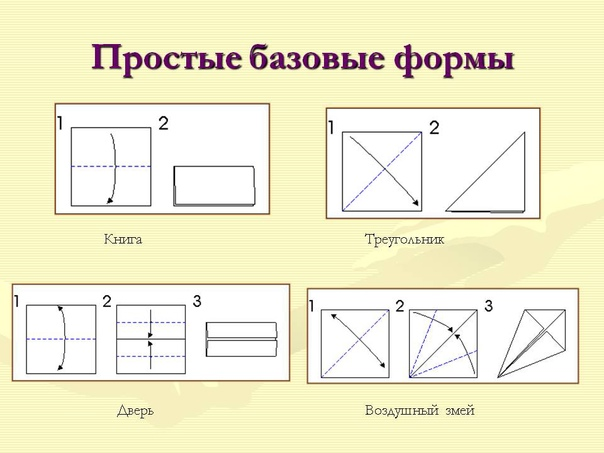 Простые базовые формы
1 2
1 2
Книга
Треугольник
1 2 3
1 2 3
Дверь
Воздушный змей